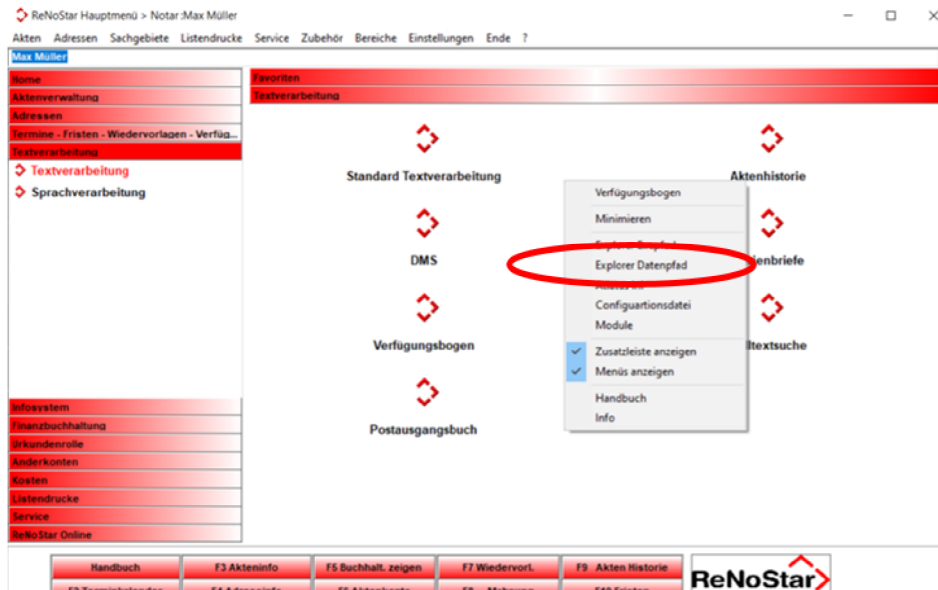 ReNoStar Hauptmenü > Notar :Max Müller
Akten Adressen Sachgebiete Listendrucke Service Zubehör Bereiche Einstellungen Ende ?
Max Müller
Home
Aktenverwaltung
Adressen
Termine - Fristen - Wiedervorlagen - Verfüg...
Textverarbeitung
Textverarbeitung
Sprachverarbeitung
Infosystem
Finanzbuchhaltung
Urkundenrolle
Anderkonten
Kosten
Listendrucke
Service
ReNoStar Online
Favoriten
Textverarbeitung
Standard Textverarbeitung
Aktenhistorie
DMS
enbriefe
Verfügungsbogen
ltextsuche
Postausgangsbuch
Verfügungsbogen
Minimieren
Explorer
Explorer Datenpfad
Configuartionsdatei
Module
Zusatzleiste anzeigen
Menüs anzeigen
Handbuch
Info
Handbuch
F3 Akteninfo
F5 Buchhalt. zeigen
F7 Wiedervorl.
F9 Akten Historie
ReNoStar